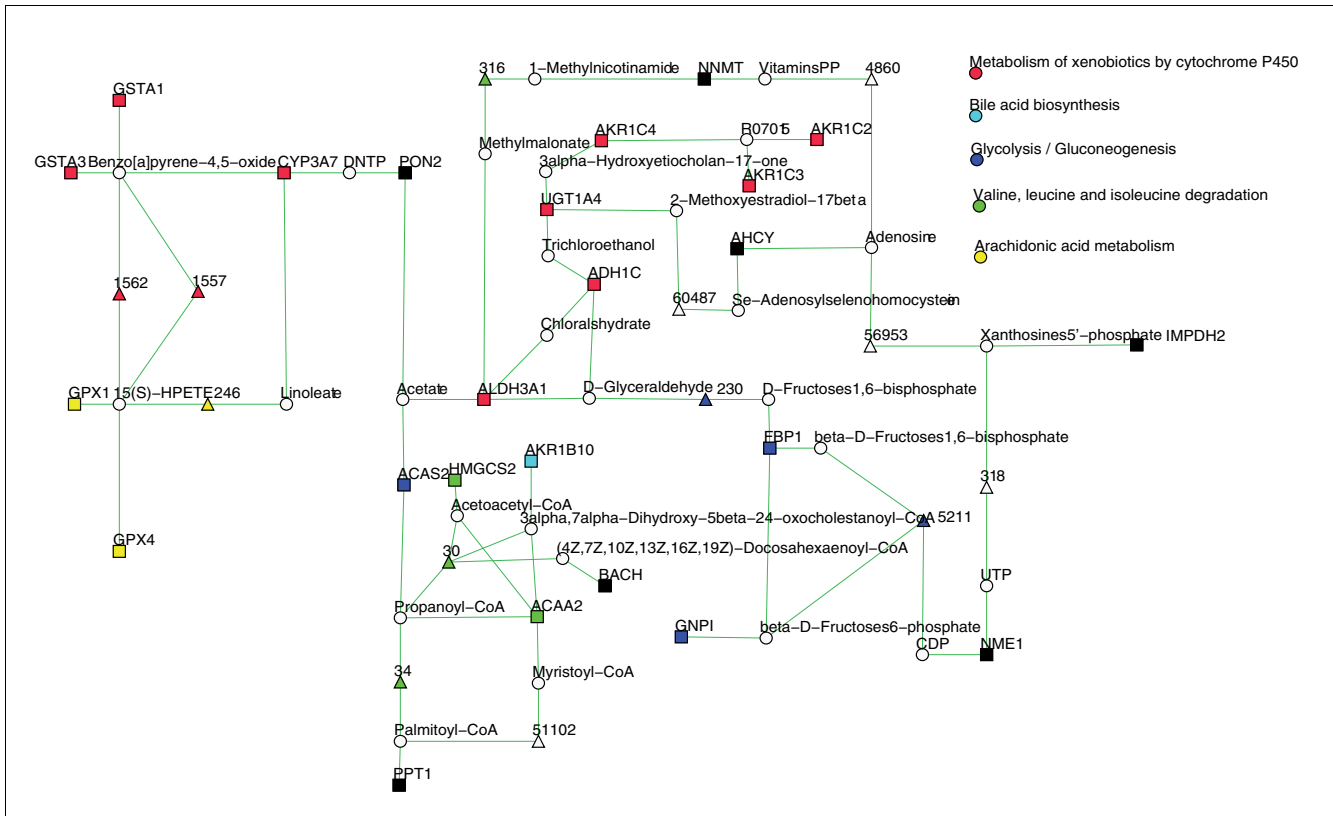 316
1-Methylnicotinamide
NNMT
VitaminsPP
4860
Metabolism of xenobiotics by cytochrome P450
GSTA1
Bile acid biosynthesis
AKR1C4
R07015
AKR1C2
Methylmalonate
Glycolysis / Gluconeogenesis
GSTA3
Benzo[a]pyrene-4,5-oxide
CYP3A7
DNTP
PON2
3alpha-Hydroxyetiocholan-17-one
AKR1C3
UGT1A4
2-Methoxyestradiol-17beta
Valine, leucine and isoleucine degradation
Trichloroethanol
AHCY
Adenosine
Arachidonic acid metabolism
1562
1557
ADH1C
60487
Se-Adenosylselenohomocystein
Chloralshydrate
56953
Xanthosines5'-phosphate
IMPDH2
GPX1
15(S)-HPETE
246
Linoleate
Acetate
ALDH3A1
D-Glyceraldehyde
230
D-Fructoses1,6-bisphosphate
FBP1
beta-D-Fructoses1,6-bisphosphate
AKR1B10
ACAS2
HMGCS2
318
Acetoacetyl-CoA
3alpha,7alpha-Dihydroxy-5beta-24-oxocholestanoyl-CoA
5211
GPX4
30
(4Z,7Z,10Z,13Z,16Z,19Z)-Docosahexaenoyl-CoA
BACH
UTP
Propanoyl-CoA
ACAA2
GNPI
beta-D-Fructoses6-phosphate
CDP
NME1
34
Myristoyl-CoA
Palmitoyl-CoA
51102
PPT1